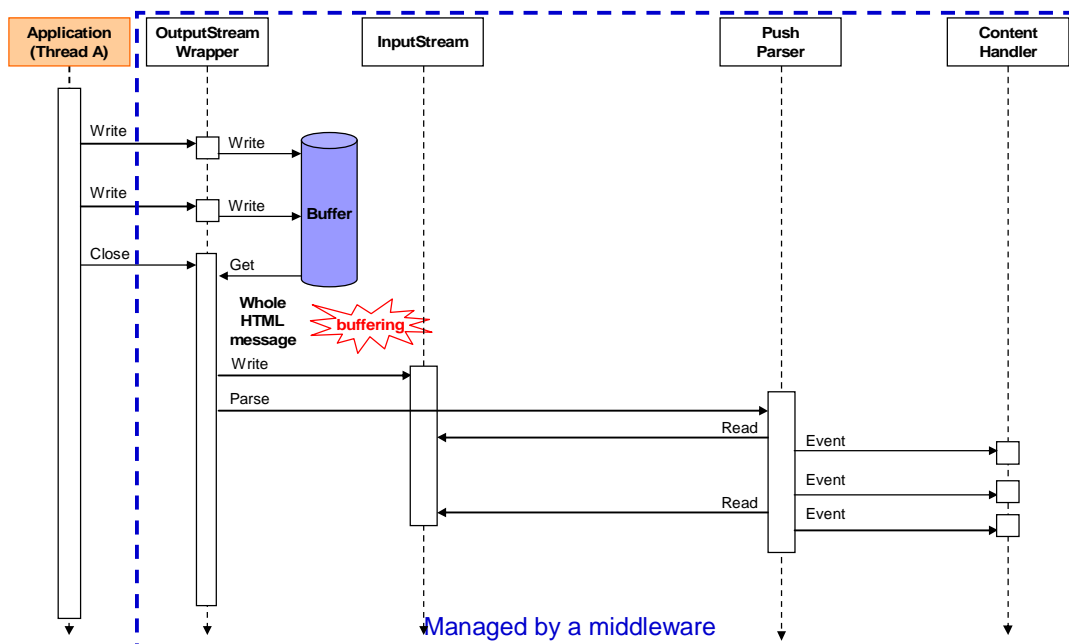 Application
(Thread A)
OutputStream
Wrapper
InputStream
Push
Parser
Content
Handler
Write
Write
Write
Write
Buffer
Close
Get
Whole
HTML
message
buffering
Write
Parse
Read
Event
Event
Read
Event
Managed by a middleware